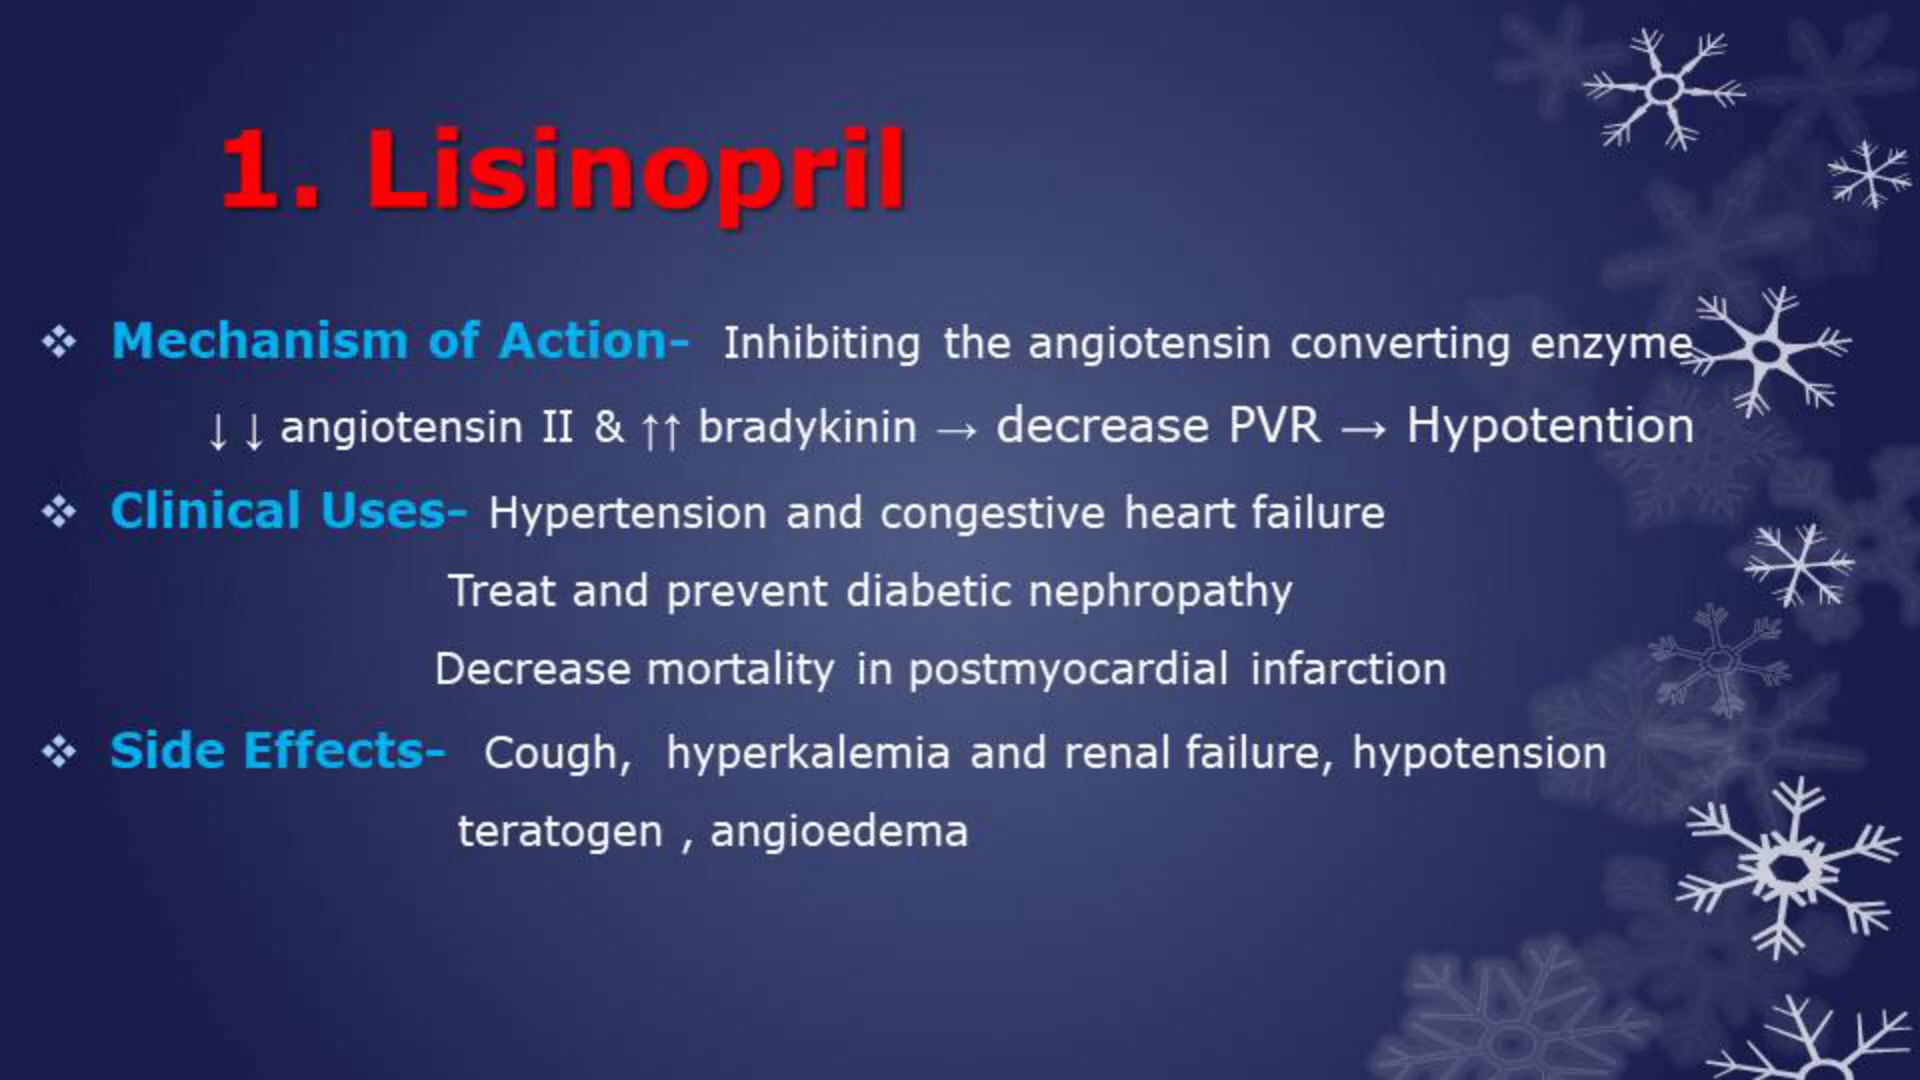 1. Lisinopril
❖ Mechanism of Action- Inhibiting the angiotensin converting enzyme
↓ ↓ angiotensin II & ↑↑ bradykinin → decrease PVR → Hypotention
❖ Clinical Uses- Hypertension and congestive heart failure
Treat and prevent diabetic nephropathy
Decrease mortality in postmyocardial infarction
❖ Side Effects- Cough, hyperkalemia and renal failure, hypotension
teratogen , angioedema